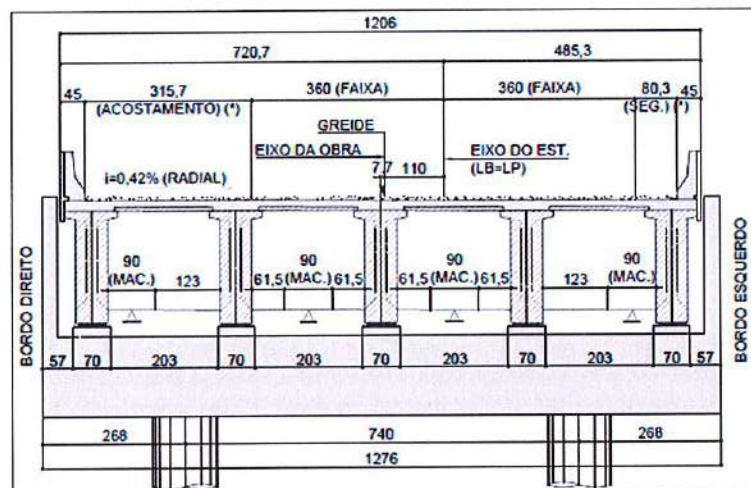 1206
720,7 485,3
45 315,7 360 (FAIXA) 360 (FAIXA) 80,3 45
(ACOSTAMENTO) (*) (SEG.) (*)
GREIDE
EIXO DA OBRA EIXO DO EST.
7,7 110 (LB=LP)
i=0,42% (RADIAL)
90 90 90 90
(MAC.) 123 61,5 (MAC.) 61,5 61,5 (MAC.) 61,5 123 (MAC.)
BORDO DIREITO
BORDO ESQUERDO
57 70 203 70 203 70 203 70 203 70 57
268 740 268
1276